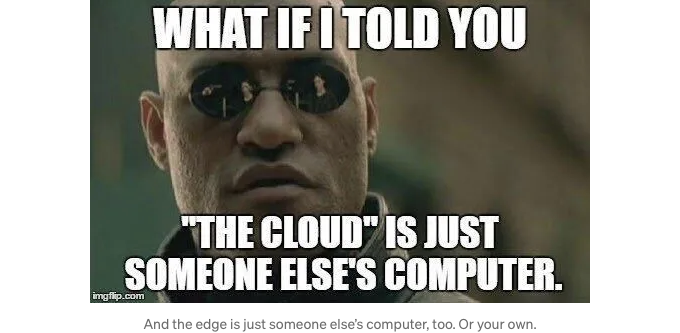 WHAT IF I TOLD YOU
"THE CLOUD" IS JUST
SOMEONE ELSE'S COMPUTER.
imgflip.com
And the edge is just someone else's computer, too. Or your own.